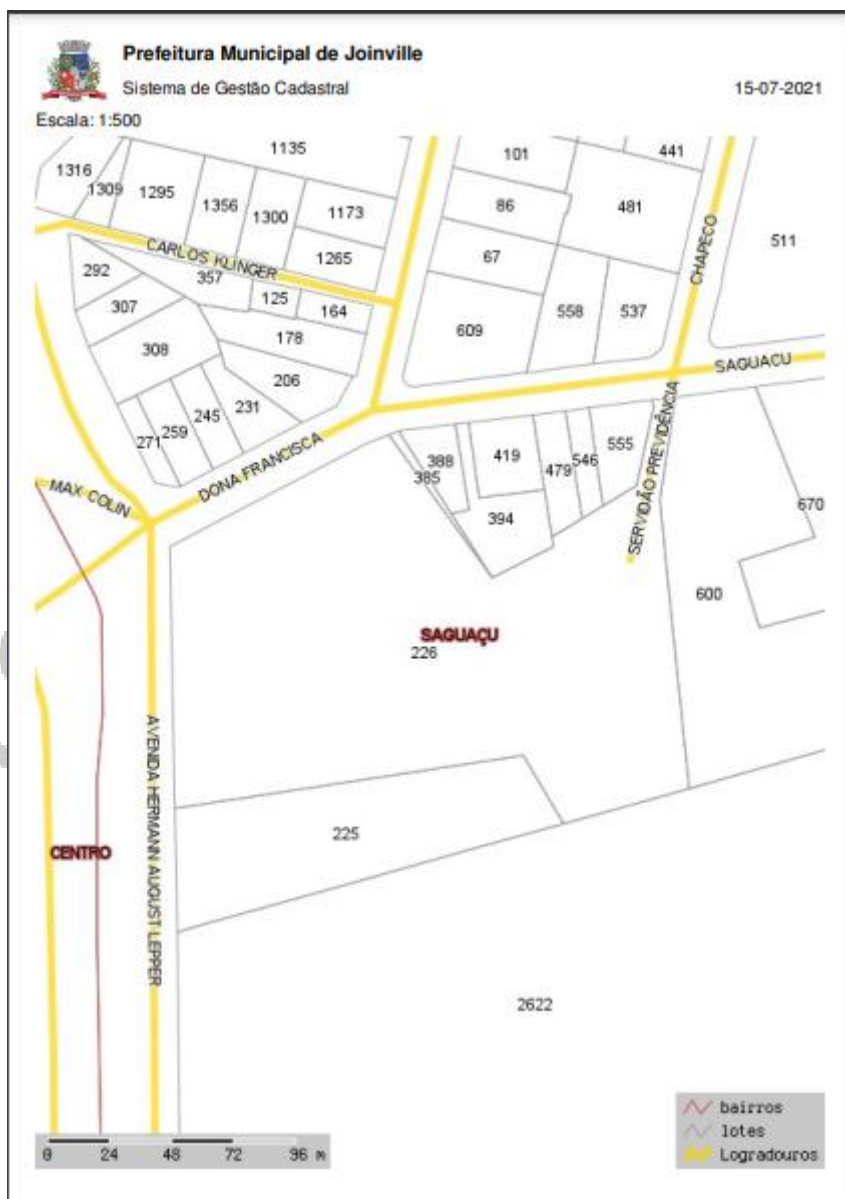 Prefeitura Municipal de Joinville
Sistema de Gestão Cadastral
15-07-2021
Escala: 1:500
1135
101
441
1316
1309
1295
1356
1300
1173
86
481
CARLOS KLINGER
1265
67
CHAPECO
511
292
357
307
125
164
558
537
609
308
178
206
SAGUACU
271
259
245
231
DONA FRANCISCA
388
385
419
479
546
555
394
SERVIDÃO PREVIDÊNCIA
MAX COLIN
670
600
SAGUAÇU
226
AVENIDA HERMANN AUGUST LEPPER
225
CENTRO
2622
bairros
lotes
Logradouros
0 24 48 72 96 m